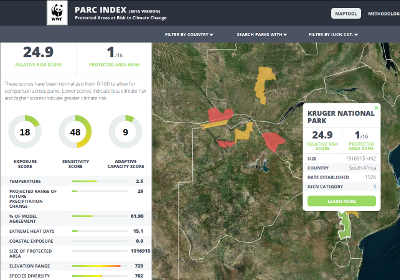 WWF
PARC INDEX (BETA VERSION)
Protected Areas at Risk to Climate Change
MAPTOOL
METHODOLOG
FILTER BY COUNTRY
SEARCH PARKS WITH
FILTER BY IUCN CAT.
24.9
RELATIVE RISK SCORE
1/16
PROTECTED AREA RANK
These scores have been normalized from 0-100 to allow for
comparison across parks. Lower scores indicate less climate risk
and higher scores indicate greater climate risk.
18
EXPOSURE
SCORE
48
SENSITIVITY
SCORE
9
ADAPTIVE
CAPACITY SCORE
TEMPERATURE 2.5
PROJECTED RANGE OF
FUTURE
PRECIPITATION
CHANGE
29
% OF MODEL
AGREEMENT
61.90
EXTREME HEAT DAYS 15.1
COASTAL EXPOSURE 0.0
SIZE OF PROTECTED
AREA
1916915
ELEVATION RANGE 729
SPECIES DIVERSITY 702
KRUGER NATIONAL
PARK
24.9
RELATIVE RISK
SCORE
1/16
PROTECTED
AREA RANK
SIZE 1916915 km2
COUNTRY South Africa
DATE ESTABLISHED 1926
IUCN CATEGORY
LEARN MORE